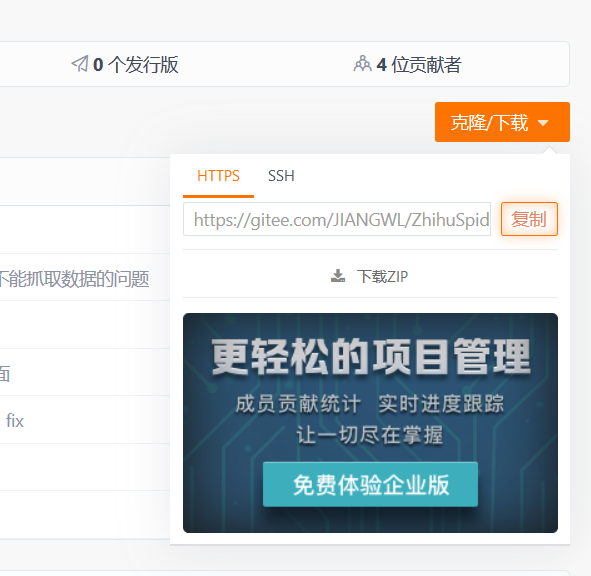 0 个发行版
4 位贡献者
克隆/下载
HTTPS SSH
https://gitee.com/JIANGWL/ZhihuSpid 复制
不能抓取数据的问题
下载ZIP
面
fix
更轻松的项目管理
成员贡献统计 实时进度跟踪
让一切尽在掌握
免费体验企业版